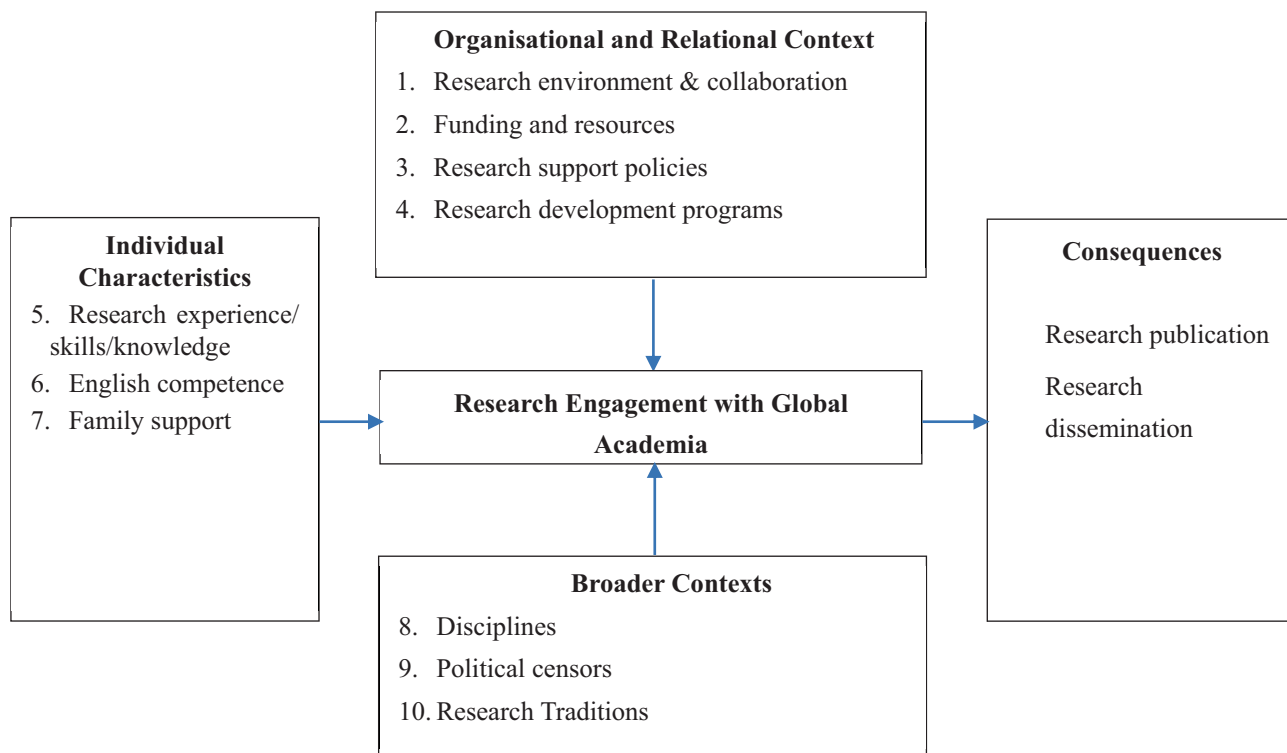 Organisational and Relational Context
1. Research environment & collaboration
2. Funding and resources
3. Research support policies
4. Research development programs
Individual
Characteristics
5. Research experience/
skills/knowledge
6. English competence
7. Family support
Research Engagement with Global
Academia
Consequences
Research publication
Research
dissemination
Broader Contexts
8. Disciplines
9. Political censors
10. Research Traditions